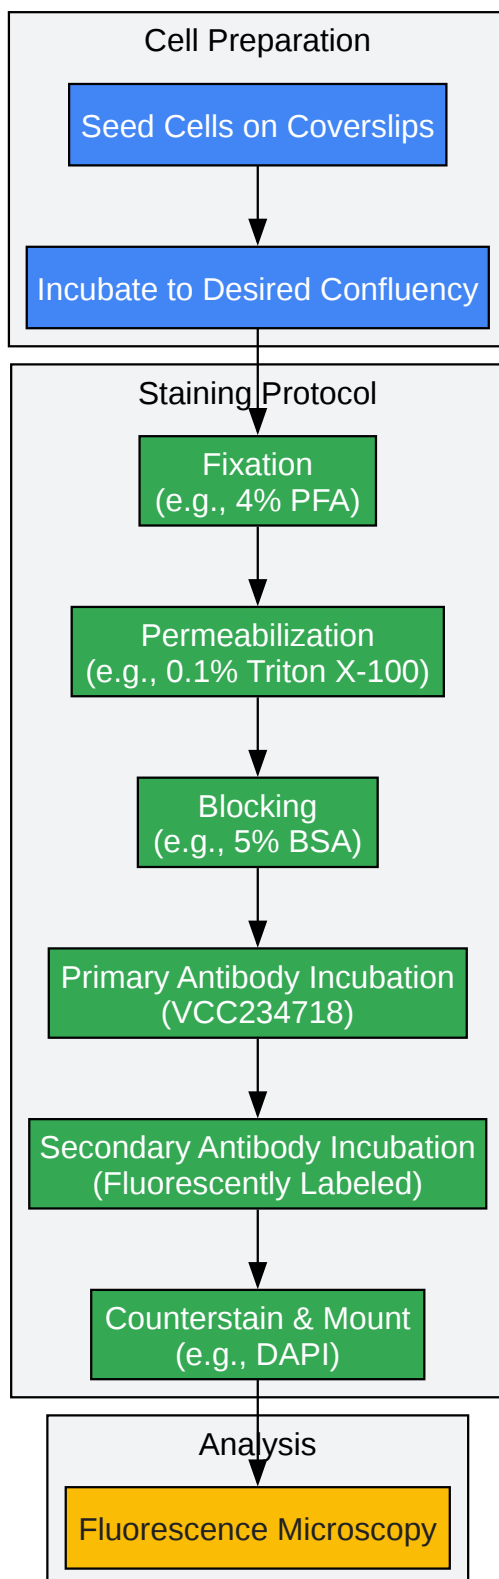 Cell Preparation
Seed Cells on Coverslips
Incubate to Desired Confluency
Staining Protocol
Fixation
(e.g., 4% PFA)
Permeabilization
(e.g., 0.1% Triton X-100)
Blocking
(e.g., 5% BSA)
Primary Antibody Incubation
(VCC234718)
Secondary Antibody Incubation
(Fluorescently Labeled)
Counterstain & Mount
(e.g., DAPI)
Analysis
Fluorescence Microscopy